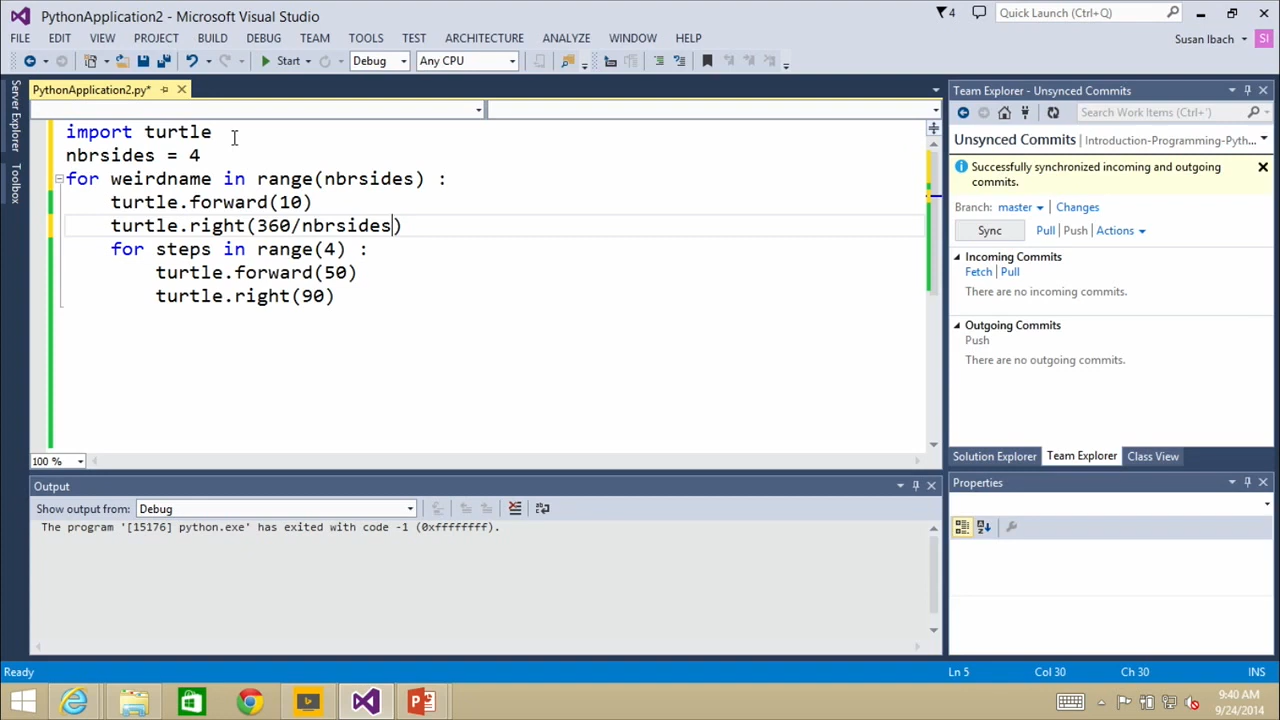 PythonApplication2 - Microsoft Visual Studio
4
Quick Launch (Ctrl+Q)
FILE EDIT VIEW PROJECT BUILD DEBUG TEAM TOOLS TEST ARCHITECTURE ANALYZE WINDOW HELP
Susan Ibach
SI
Start
Debug
Any CPU
Server Explorer
Toolbox
PythonApplication2.py*
import turtle
nbrsides = 4
for weirdname in range(nbrsides) :
turtle.forward(10)
turtle.right(360/nbrsides)
for steps in range(4) :
turtle.forward(50)
turtle.right(90)
100 %
Output
Show output from: Debug
The program '[15176] python.exe' has exited with code -1 (0xffffffff).
Team Explorer - Unsynced Commits
Search Work Items (Ctrl+')
Unsynced Commits | Introduction-Programming-Pyth...
Successfully synchronized incoming and outgoing
commits.
Branch: master Changes
Sync Pull Push Actions
Incoming Commits
Fetch | Pull
There are no incoming commits.
Outgoing Commits
Push
There are no outgoing commits.
Solution Explorer Team Explorer Class View
Properties
Ready
Ln 5 Col 30 Ch 30 INS
9:40 AM
9/24/2014